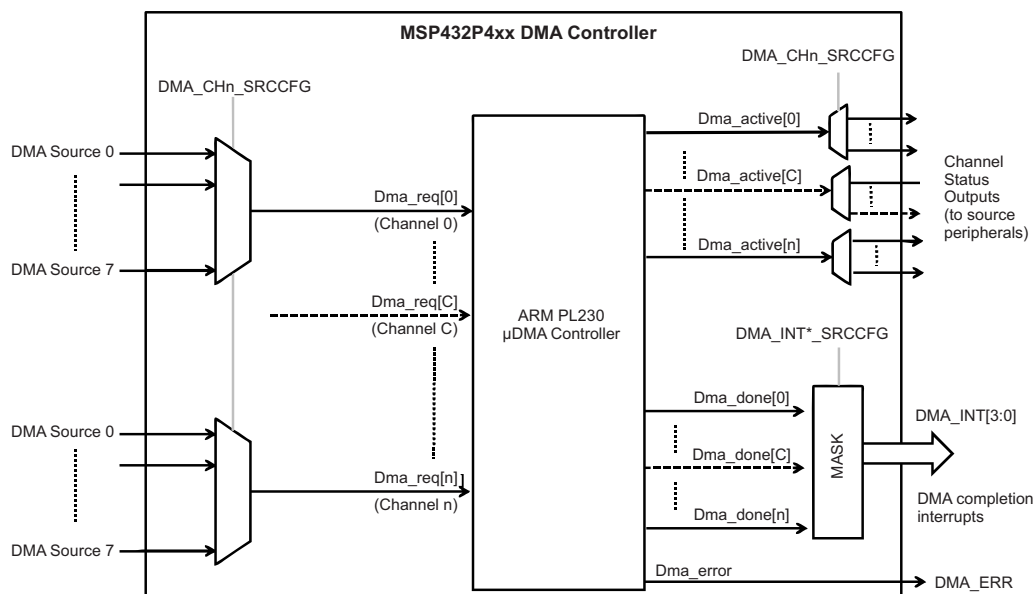 MSP432P4xx DMA Controller
DMA_CHn_SRCCFG
DMA_CHn_SRCCFG
DMA Source 0
DMA Source 7
Dma_req[0]
(Channel 0)
Dma_req[C]
(Channel C)
DMA Source 0
DMA Source 7
Dma_req[n]
(Channel n)
ARM PL230
µDMA Controller
Dma_active[0]
Dma_active[C]
Dma_active[n]
Channel
Status
Outputs
(to source
peripherals)
DMA_INT*_SRCCFG
Dma_done[0]
Dma_done[C]
Dma_done[n]
MASK
DMA_INT[3:0]
DMA completion
interrupts
Dma_error
DMA_ERR